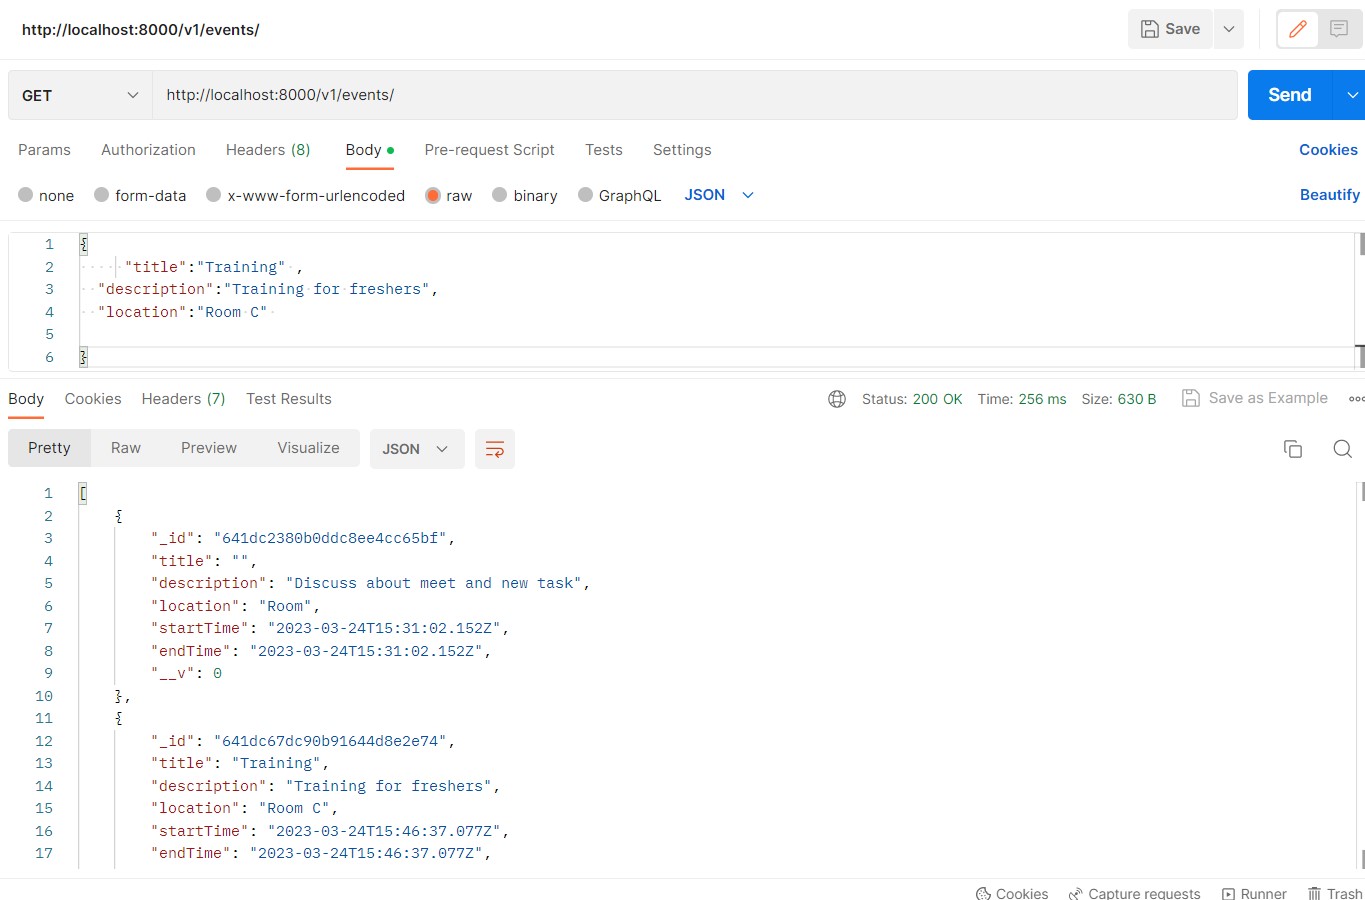 http://localhost:8000/v1/events/
Save
GET
http://localhost:8000/v1/events/
Send
Params Authorization Headers (8) Body Pre-request Script Tests Settings Cookies
none form-data x-www-form-urlencoded raw binary GraphQL JSON Beautify
1 {
2 "title":"Training" ,
3 "description":"Training for freshers",
4 "location":"Room C"
5
6 }
Body Cookies Headers (7) Test Results Status: 200 OK Time: 256 ms Size: 630 B Save as Example
Pretty Raw Preview Visualize JSON
1 [
2 {
3 "_id": "641dc2380b0ddc8ee4cc65bf",
4 "title": "",
5 "description": "Discuss about meet and new task",
6 "location": "Room",
7 "startTime": "2023-03-24T15:31:02.152Z",
8 "endTime": "2023-03-24T15:31:02.152Z",
9 "__v": 0
10 },
11 {
12 "_id": "641dc67dc90b91644d8e2e74",
13 "title": "Training",
14 "description": "Training for freshers",
15 "location": "Room C",
16 "startTime": "2023-03-24T15:46:37.077Z",
17 "endTime": "2023-03-24T15:46:37.077Z",
Cookies Capture requests Runner Trash